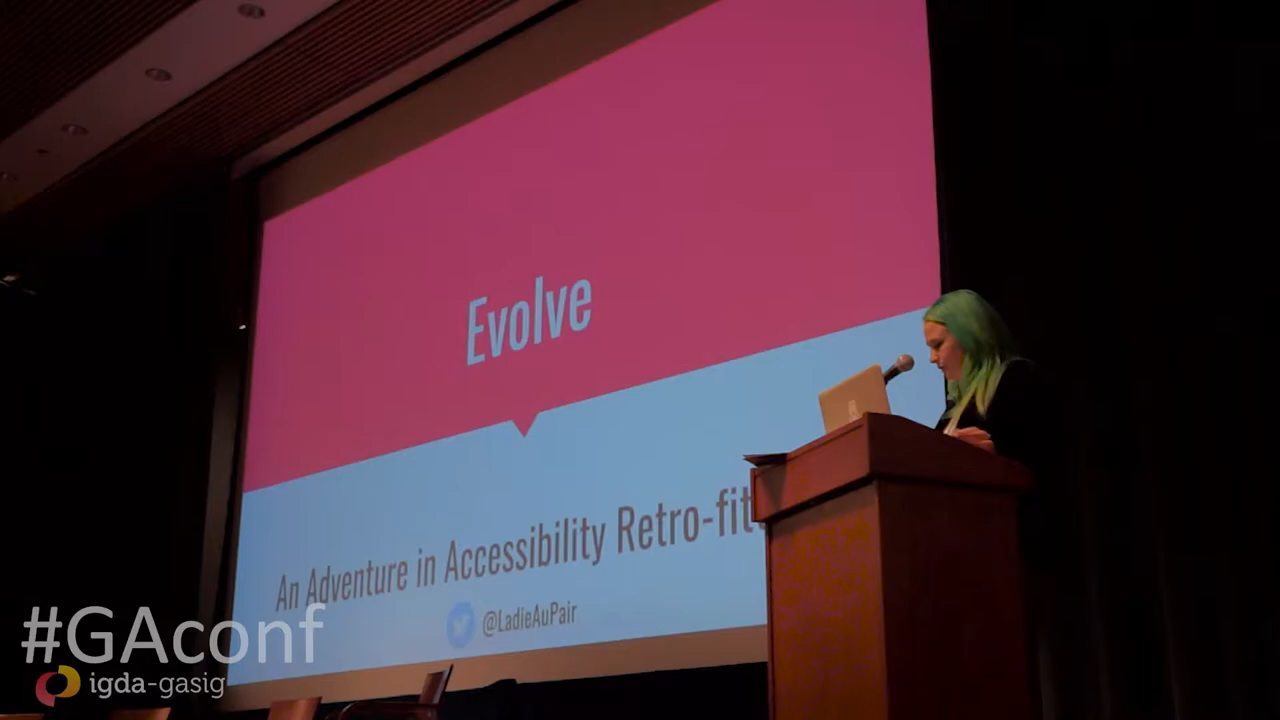 Evolve
An Adventure in Accessibility Retro-fit
@LadieAuPair
#GAconf
igda-gasig